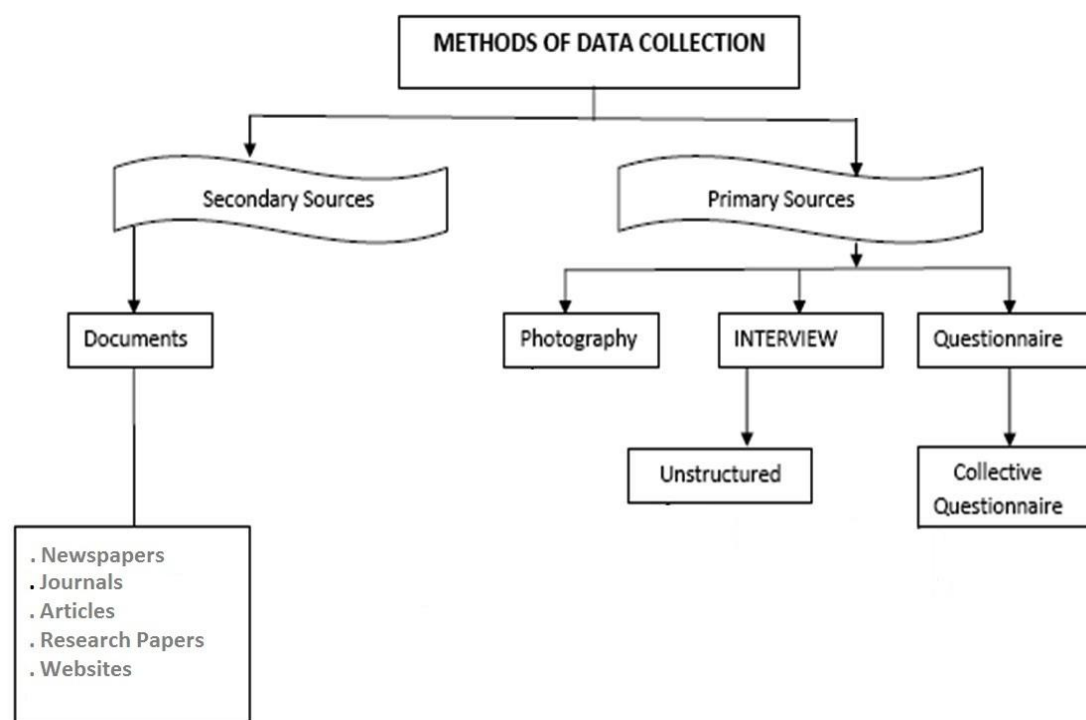 METHODS OF DATA COLLECTION
Secondary Sources
Primary Sources
Documents
Photography
INTERVIEW
Questionnaire
Unstructured
Collective
Questionnaire
. Newspapers
. Journals
. Articles
. Research Papers
. Websites